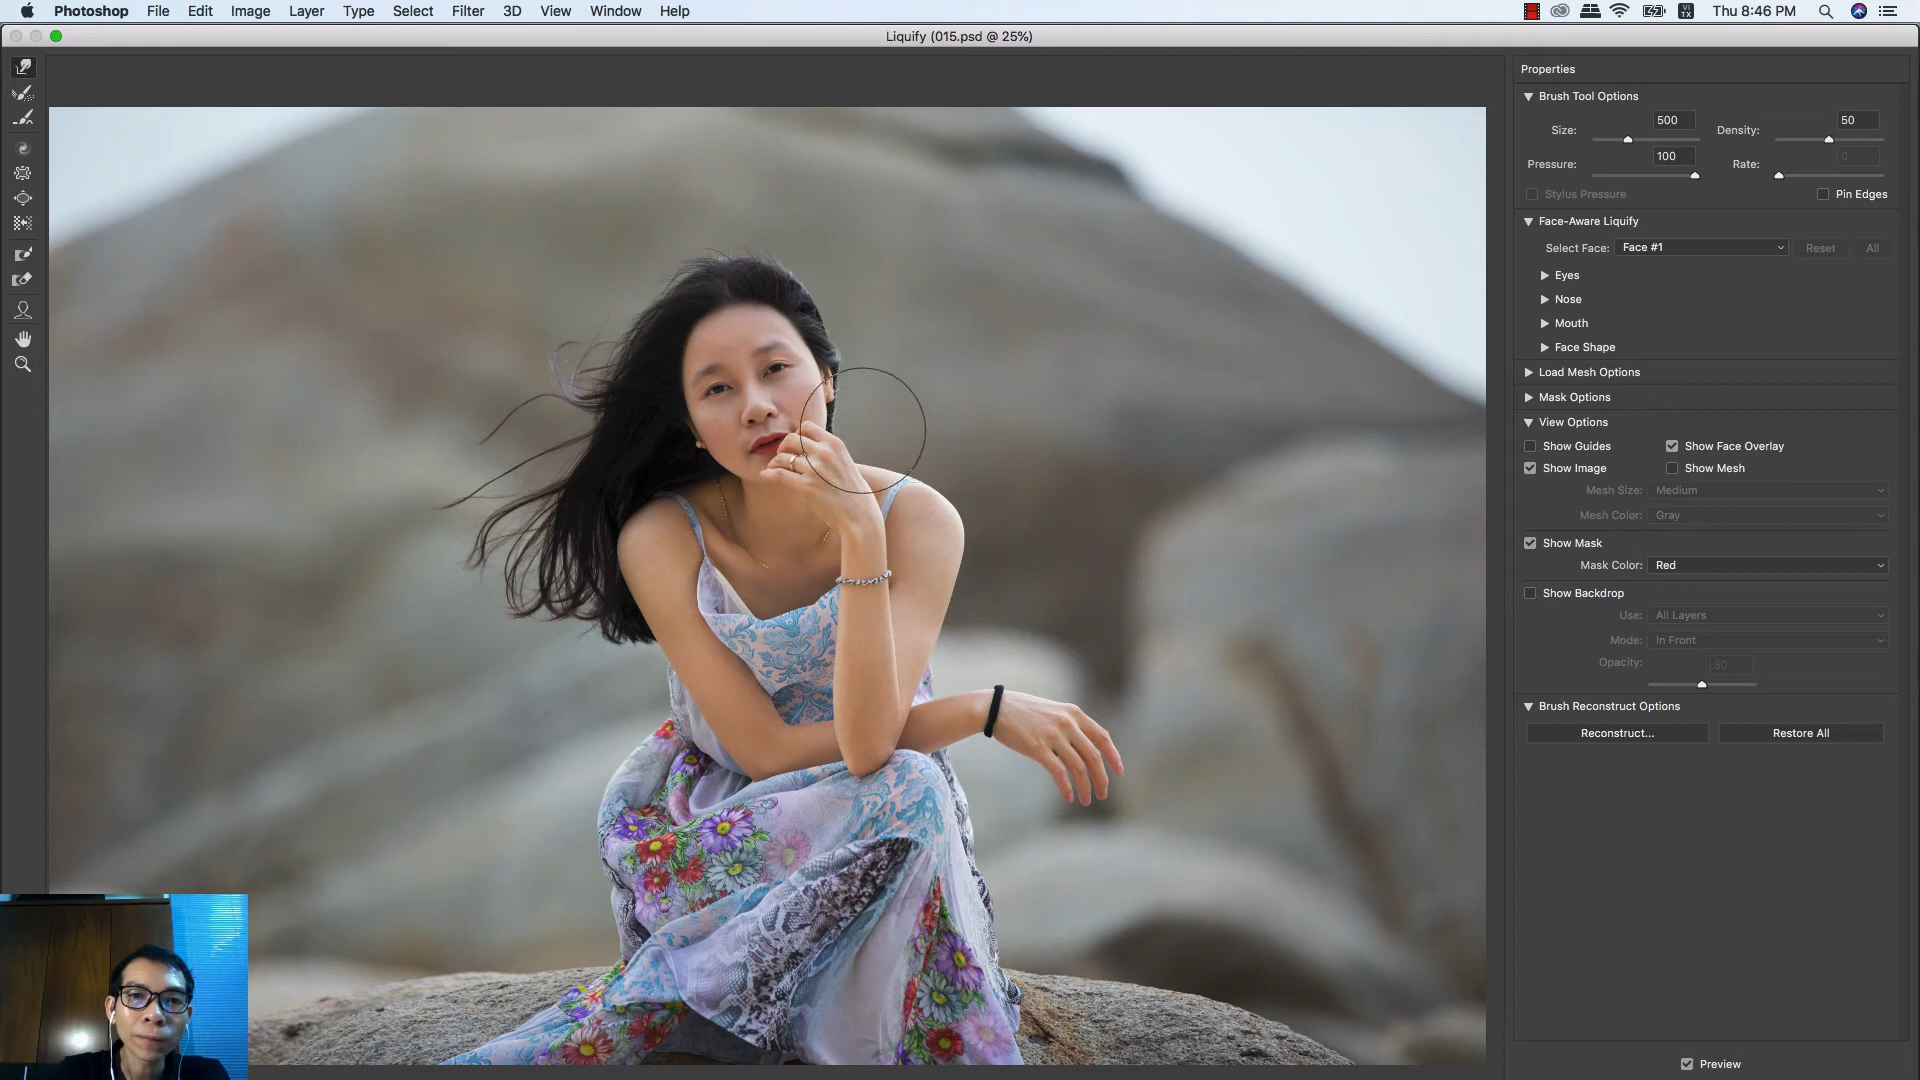 Photoshop File Edit Image Layer Type Select Filter 3D View Window Help VI TX Thu 8:46 PM
Liquify (015.psd @ 25%)
Properties
Brush Tool Options
Size: 500 Density: 50
Pressure: 100 Rate: 0
Stylus Pressure Pin Edges
Face-Aware Liquify
Select Face: Face #1 Reset All
Eyes
Nose
Mouth
Face Shape
Load Mesh Options
Mask Options
View Options
Show Guides Show Face Overlay
Show Image Show Mesh
Mesh Size: Medium
Mesh Color: Gray
Show Mask
Mask Color: Red
Show Backdrop
Use: All Layers
Mode: In Front
Opacity: 50
Brush Reconstruct Options
Reconstruct... Restore All
Preview